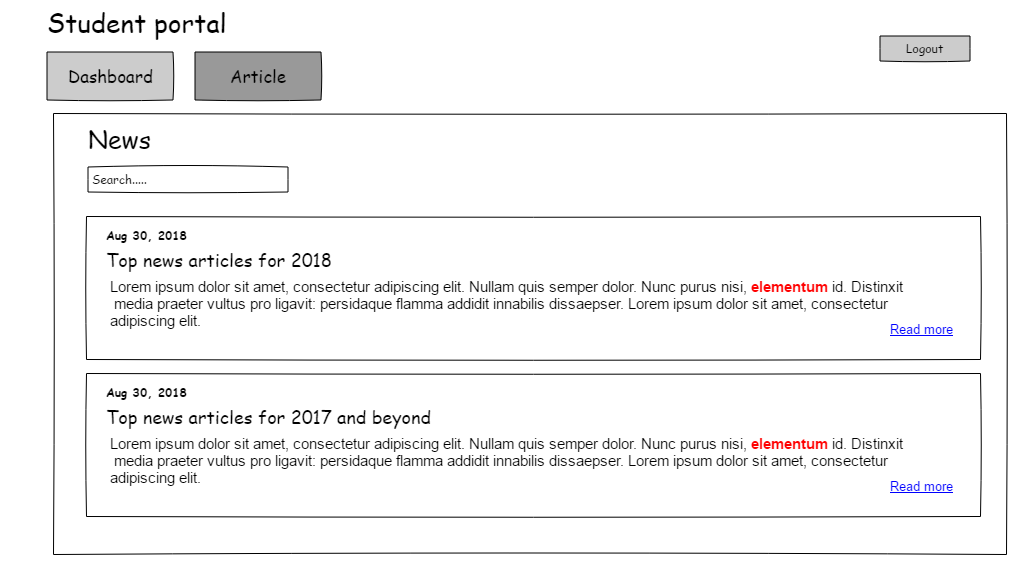 Student portal
Logout
Dashboard
Article
News
Search.....
Aug 30, 2018
Top news articles for 2018
Lorem ipsum dolor sit amet, consectetur adipiscing elit. Nullam quis semper dolor. Nunc purus nisi, elementum id. Distinxit
media praeter vultus pro ligavit: persidaque flamma addidit innabilis dissaepser. Lorem ipsum dolor sit amet, consectetur
adipiscing elit.
Read more
Aug 30, 2018
Top news articles for 2017 and beyond
Lorem ipsum dolor sit amet, consectetur adipiscing elit. Nullam quis semper dolor. Nunc purus nisi, elementum id. Distinxit
media praeter vultus pro ligavit: persidaque flamma addidit innabilis dissaepser. Lorem ipsum dolor sit amet, consectetur
adipiscing elit.
Read more